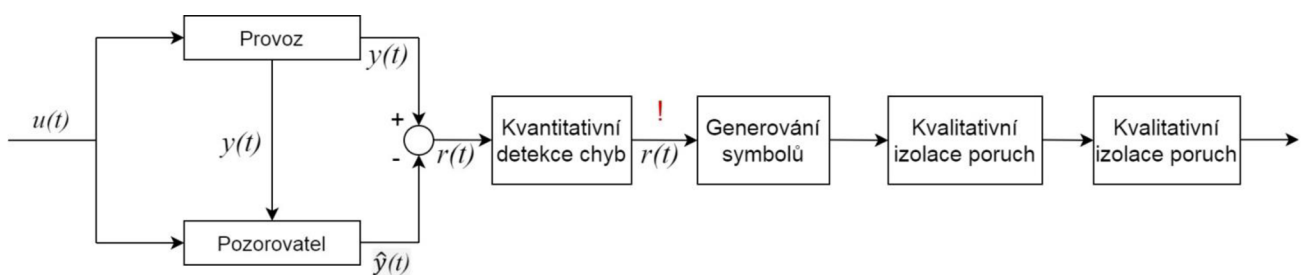 Provoz
y(t)
u(t)
y(t)
+
-
r(t)
Pozorovatel
ŷ(t)
Kvantitativní
detekce chyb
!
r(t)
Generování
symbolů
Kvalitativní
izolace poruch
Kvalitativní
izolace poruch